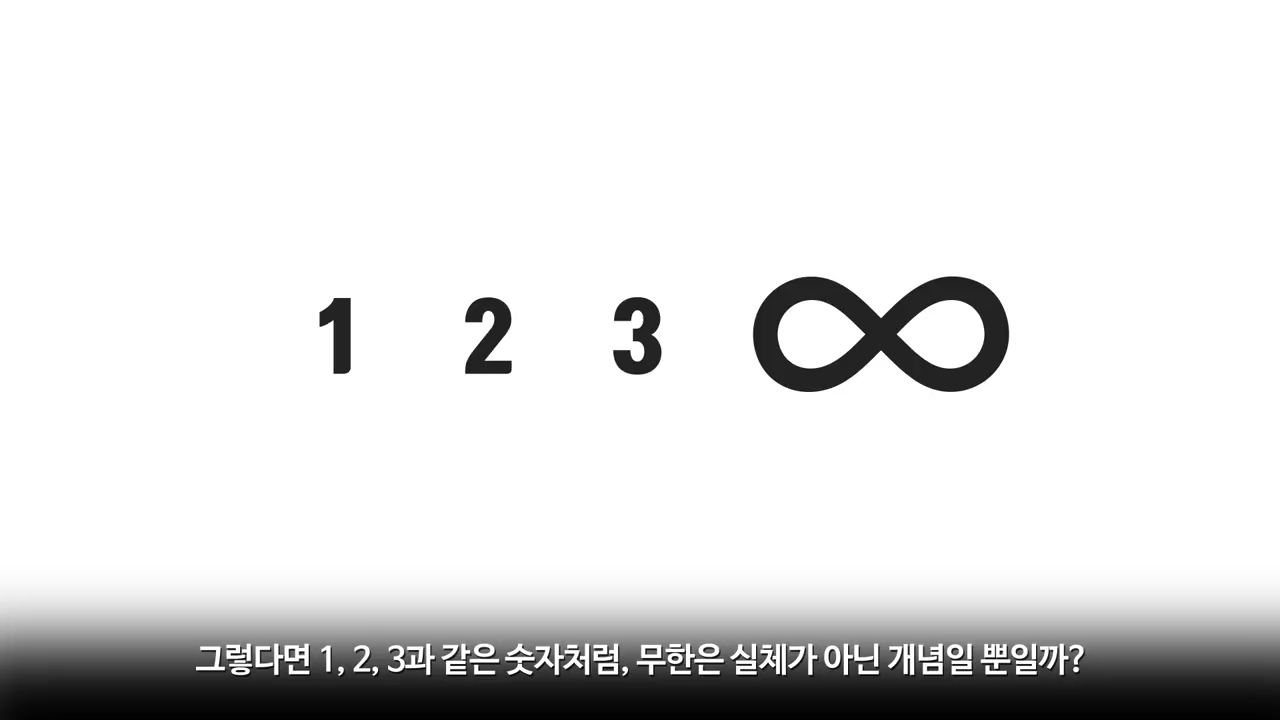 1 2 3 ∞
그렇다면 1, 2, 3과 같은 숫자처럼, 무한은 실체가 아닌 개념일 뿐일까?